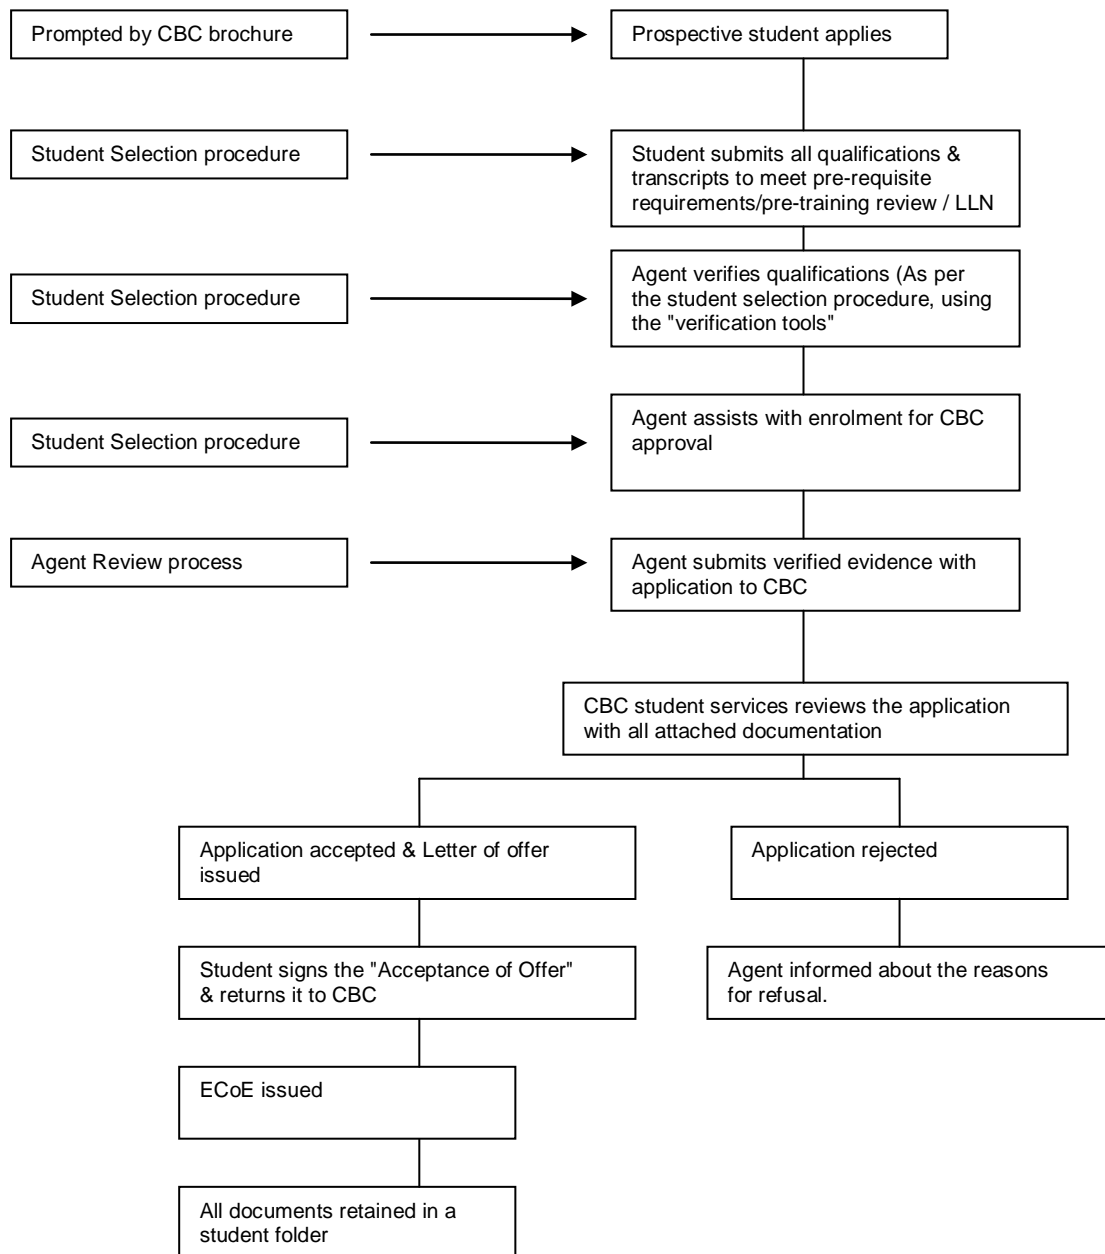 Prompted by CBC brochure
Prospective student applies
Student Selection procedure
Student submits all qualifications &
transcripts to meet pre-requisite
requirements/pre-training review / LLN
Student Selection procedure
Agent verifies qualifications (As per
the student selection procedure, using
the "verification tools"
Student Selection procedure
Agent assists with enrolment for CBC
approval
Agent Review process
Agent submits verified evidence with
application to CBC
CBC student services reviews the application
with all attached documentation
Application accepted & Letter of offer
issued
Application rejected
Student signs the "Acceptance of Offer"
& returns it to CBC
Agent informed about the reasons
for refusal.
ECoE issued
All documents retained in a
student folder